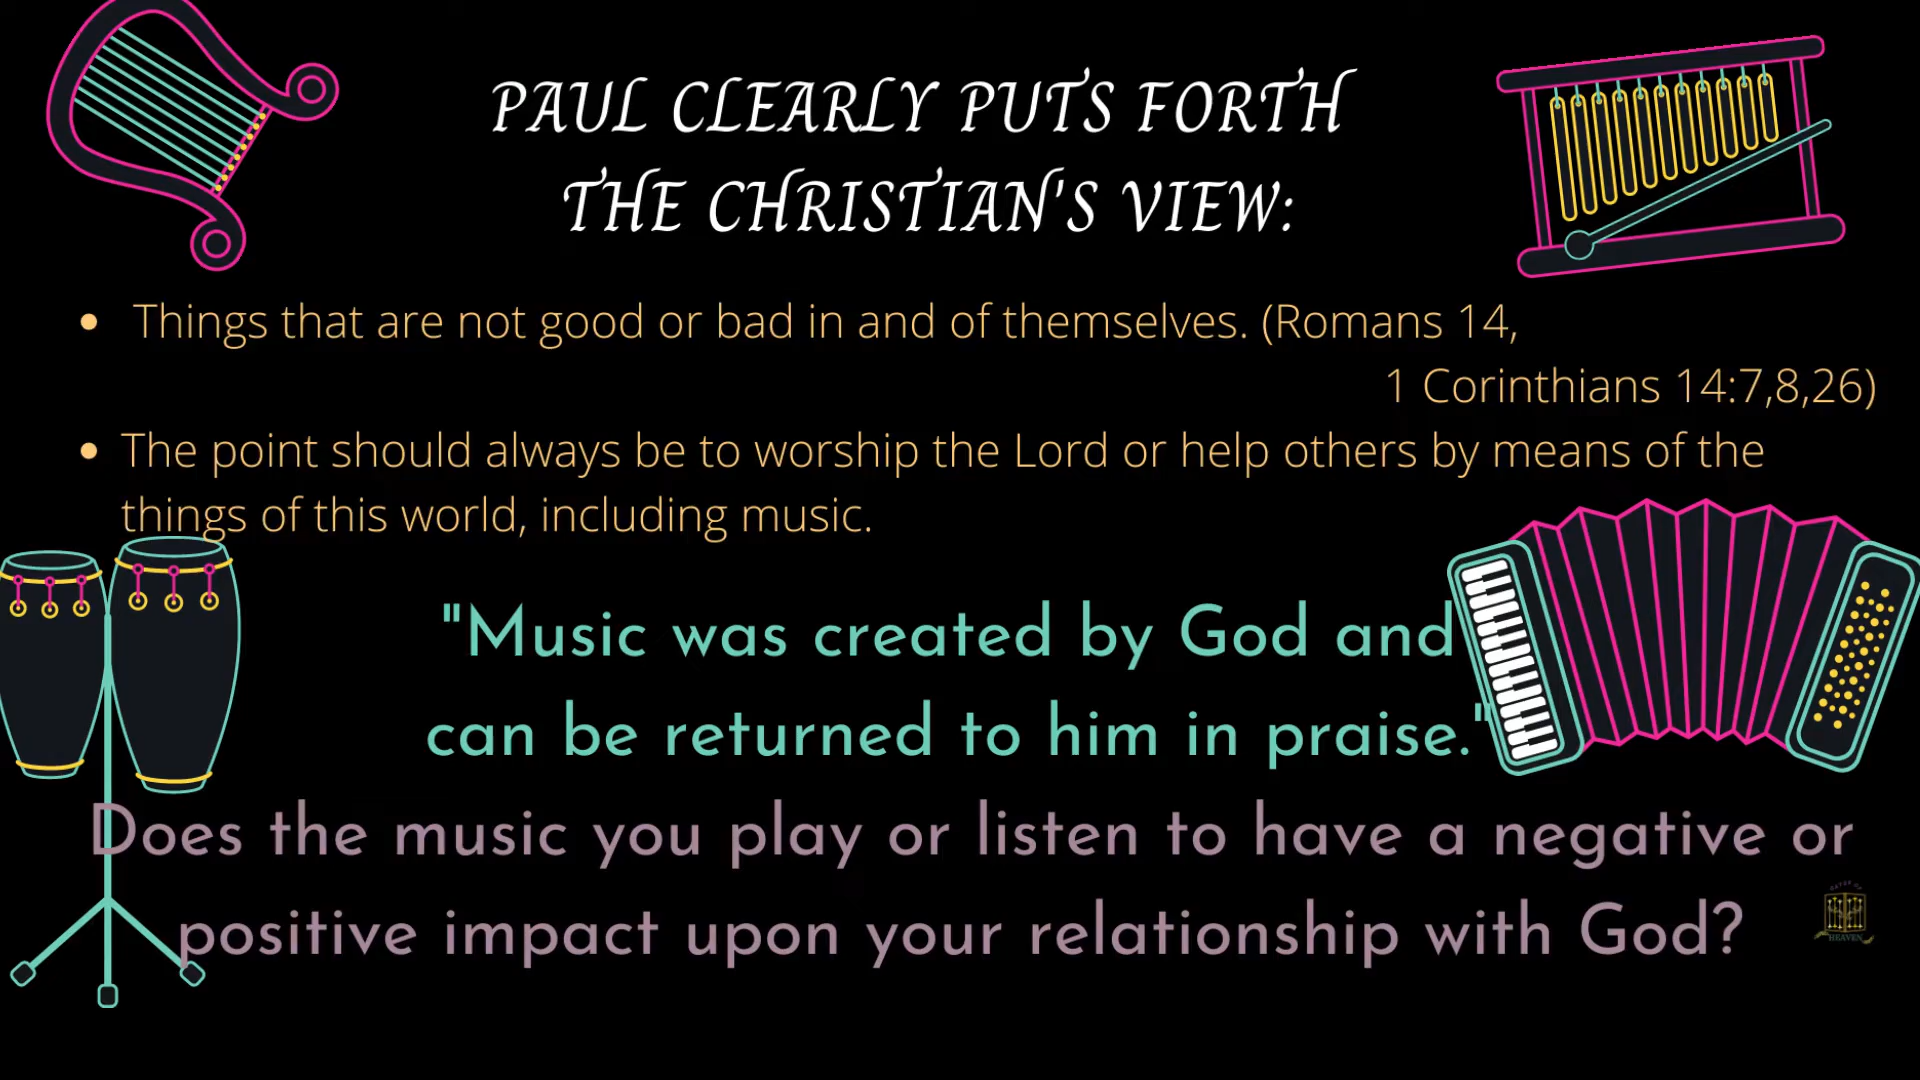 PAUL CLEARLY PUTS FORTH
THE CHRISTIAN'S VIEW:
• Things that are not good or bad in and of themselves. (Romans 14,
1 Corinthians 14:7,8,26)
• The point should always be to worship the Lord or help others by means of the
things of this world, including music.
"Music was created by God and
can be returned to him in praise."
Does the music you play or listen to have a negative or
positive impact upon your relationship with God?
HEAVEN